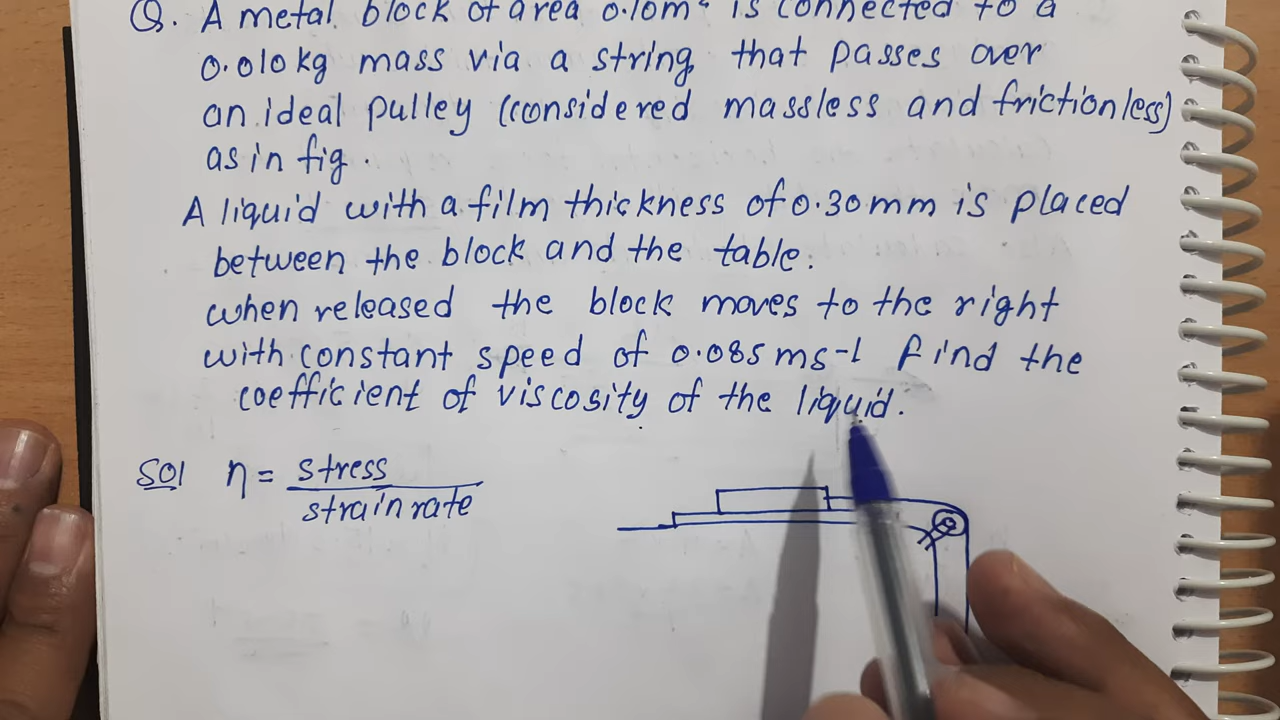 Q. A metal block of area 0.10m² is connected to a
0.010kg mass via a string that passes over
an ideal pulley (considered massless and frictionless)
as in fig.
A liquid with a film thickness of 0.30mm is placed
between the block and the table.
when released the block moves to the right
with constant speed of 0.085 ms-1 find the
coefficient of viscosity of the liquid.
Sol η = stress
strain rate